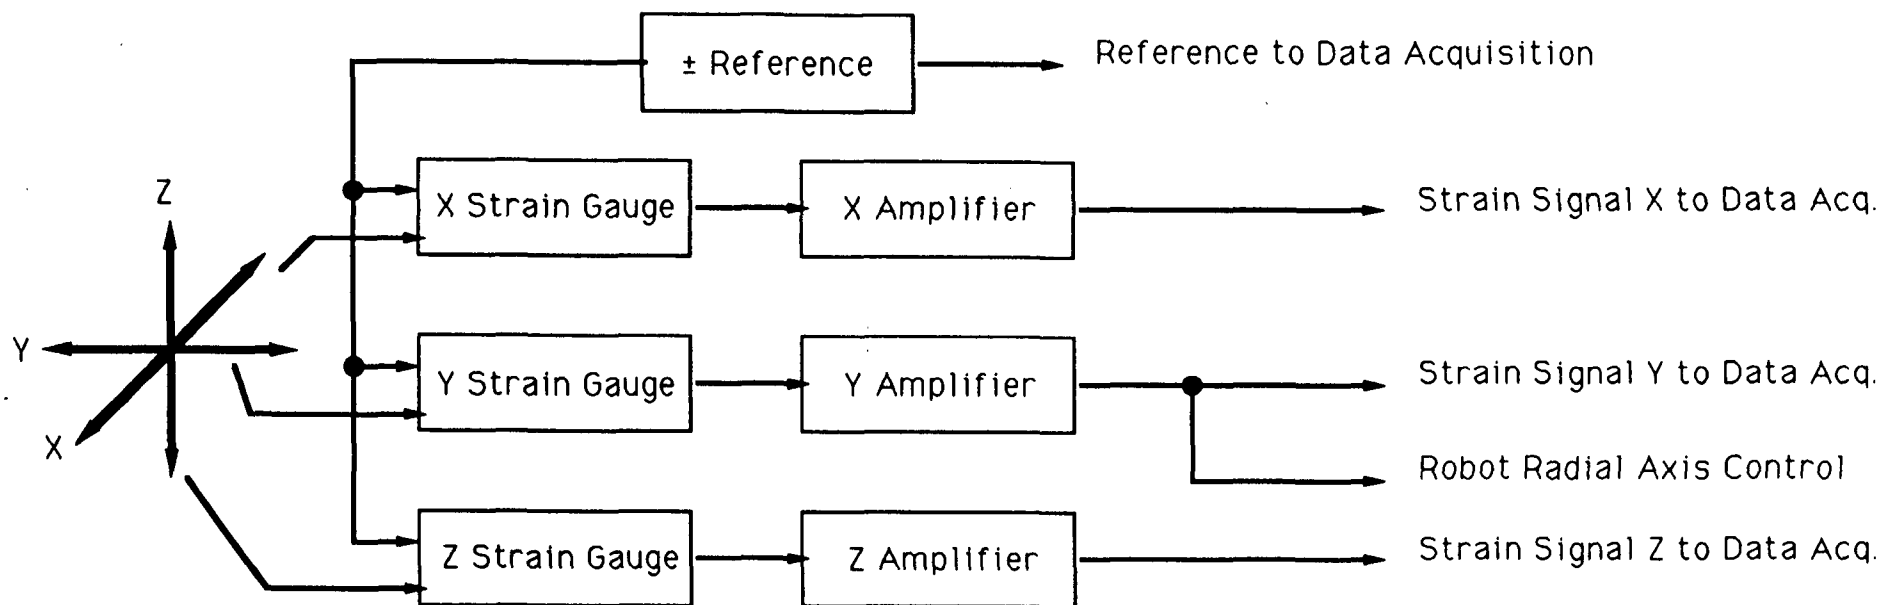 ± Reference
Reference to Data Acquisition
Z
X Strain Gauge
X Amplifier
Strain Signal X to Data Acq.
Y
Y Strain Gauge
Y Amplifier
Strain Signal Y to Data Acq.
X
Robot Radial Axis Control
Z Strain Gauge
Z Amplifier
Strain Signal Z to Data Acq.